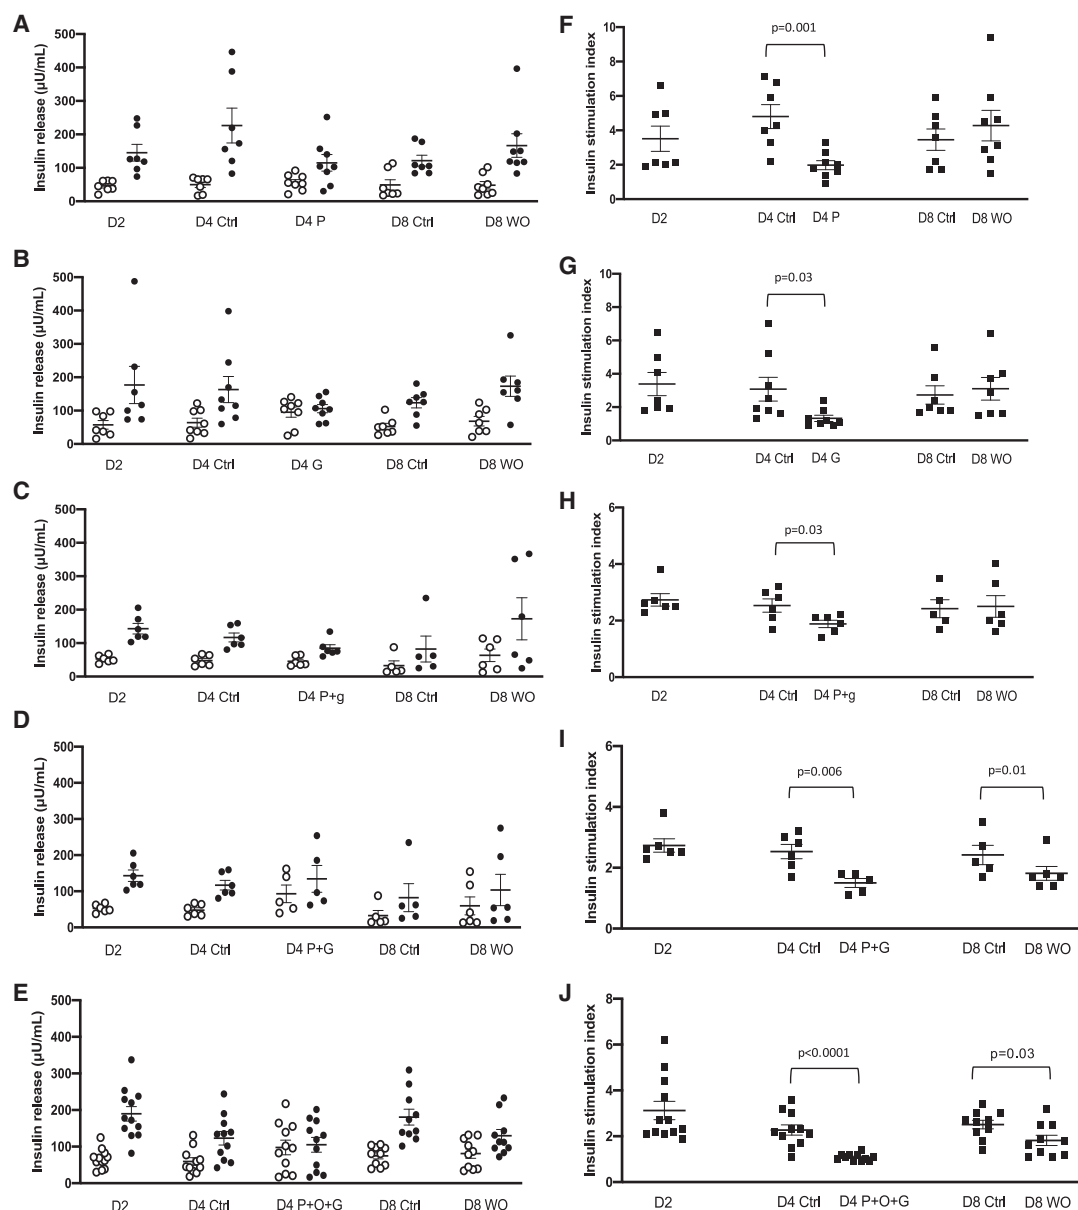 A
Insulin release (µU/mL)
500
400
300
200
100
0
D2 D4 Ctrl D4 P D8 Ctrl D8 WO
F
Insulin stimulation index
10
8
6
4
2
0
p=0.001
D2 D4 Ctrl D4 P D8 Ctrl D8 WO
B
Insulin release (µU/mL)
500
400
300
200
100
0
D2 D4 Ctrl D4 G D8 Ctrl D8 WO
G
Insulin stimulation index
10
8
6
4
2
0
p=0.03
D2 D4 Ctrl D4 G D8 Ctrl D8 WO
C
Insulin release (µU/mL)
500
400
300
200
100
0
D2 D4 Ctrl D4 P+g D8 Ctrl D8 WO
H
Insulin stimulation index
6
4
2
0
p=0.03
D2 D4 Ctrl D4 P+g D8 Ctrl D8 WO
D
Insulin release (µU/mL)
500
400
300
200
100
0
D2 D4 Ctrl D4 P+G D8 Ctrl D8 WO
I
Insulin stimulation index
6
4
2
0
p=0.006 p=0.01
D2 D4 Ctrl D4 P+G D8 Ctrl D8 WO
E
Insulin release (µU/mL)
500
400
300
200
100
0
D2 D4 Ctrl D4 P+O+G D8 Ctrl D8 WO
J
Insulin stimulation index
8
6
4
2
0
p<0.0001 p=0.03
D2 D4 Ctrl D4 P+O+G D8 Ctrl D8 WO